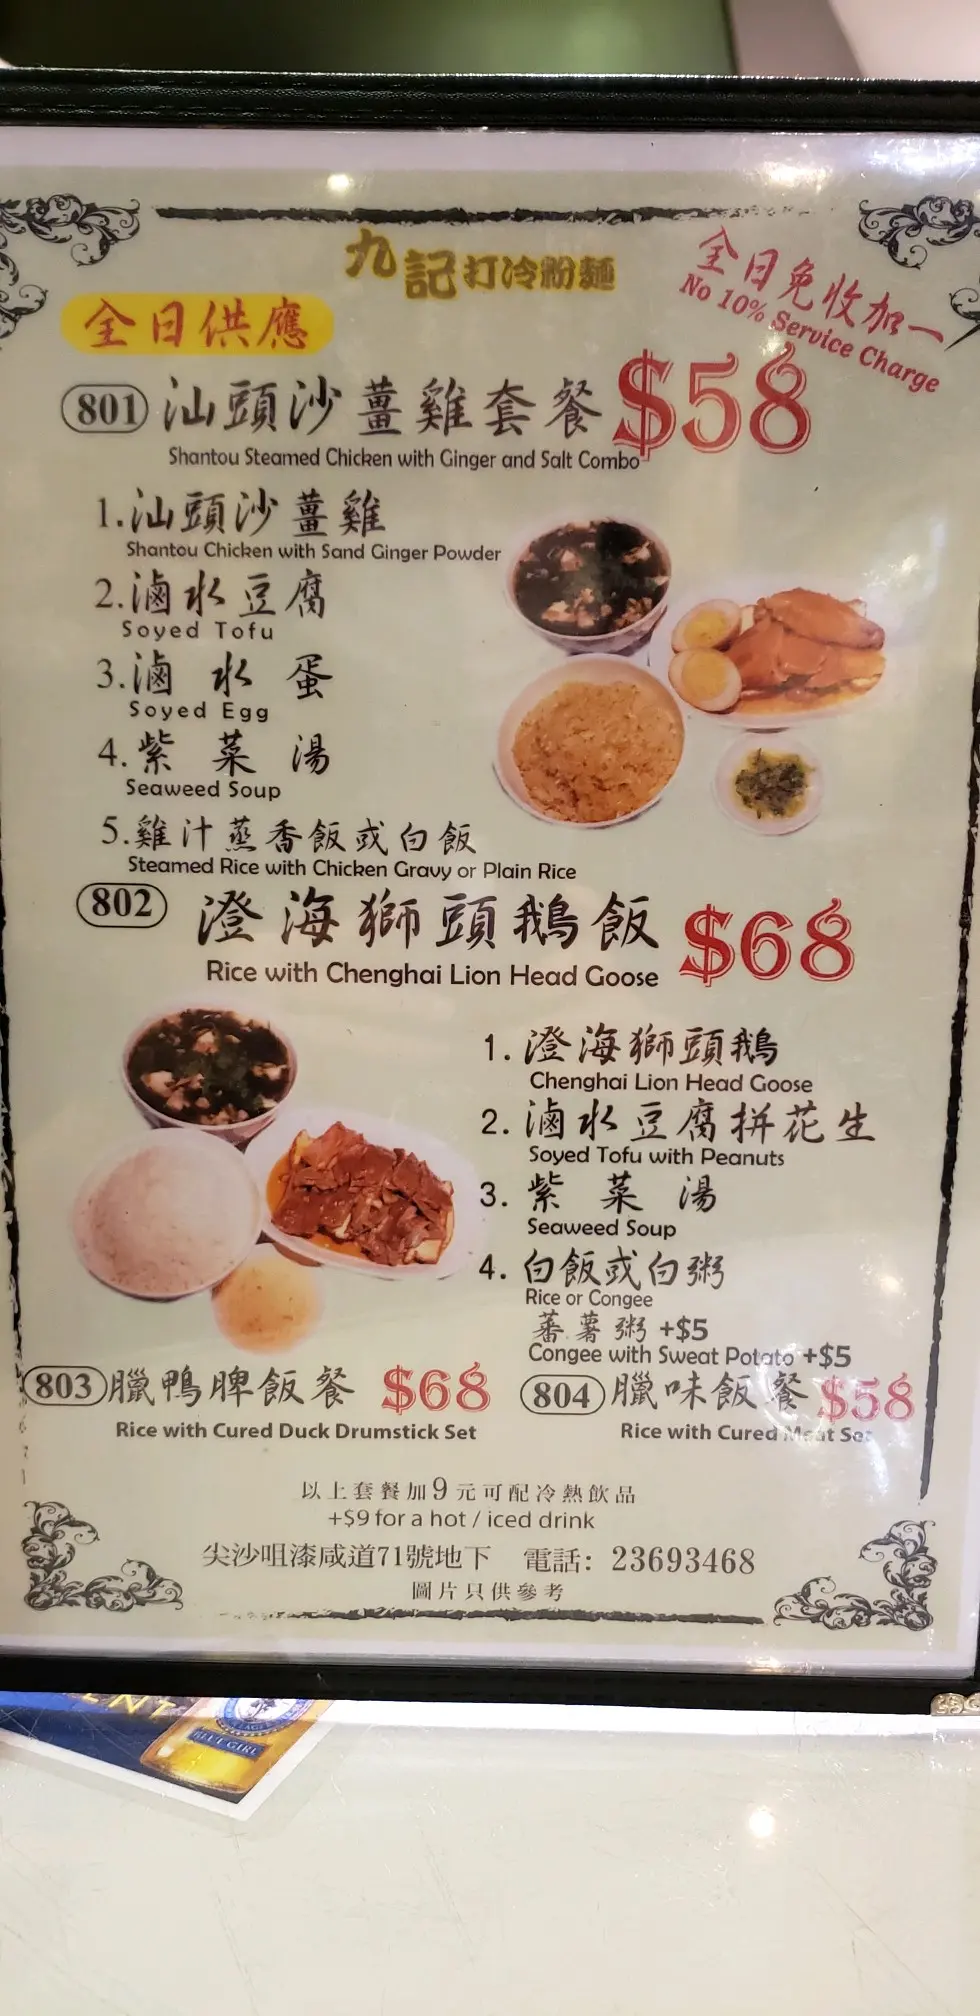 九記打冷粉麵
全日免收加一
No 10% Service Charge
全日供應
801 汕頭沙薑雞套餐 $58
Shantou Steamed Chicken with Ginger and Salt Combo
1.汕頭沙薑雞
Shantou Chicken with Sand Ginger Powder
2.滷水豆腐
Soyed Tofu
3.滷水蛋
Soyed Egg
4.紫菜湯
Seaweed Soup
5.雞汁蒸香飯或白飯
Steamed Rice with Chicken Gravy or Plain Rice
802 澄海獅頭鵝飯 $68
Rice with Chenghai Lion Head Goose
1. 澄海獅頭鵝
Chenghai Lion Head Goose
2. 滷水豆腐拼花生
Soyed Tofu with Peanuts
3. 紫菜湯
Seaweed Soup
4. 白飯或白粥
Rice or Congee
蕃薯粥 +$5
Congee with Sweat Potato +$5
803 臘鴨脾飯餐 $68
Rice with Cured Duck Drumstick Set
804 臘味飯餐 $58
Rice with Cured Meat Set
以上套餐加9元可配冷熱飲品
+$9 for a hot / iced drink
尖沙咀漆咸道71號地下 電話: 23693468
圖片只供參考
ENT
BLUE GIRL